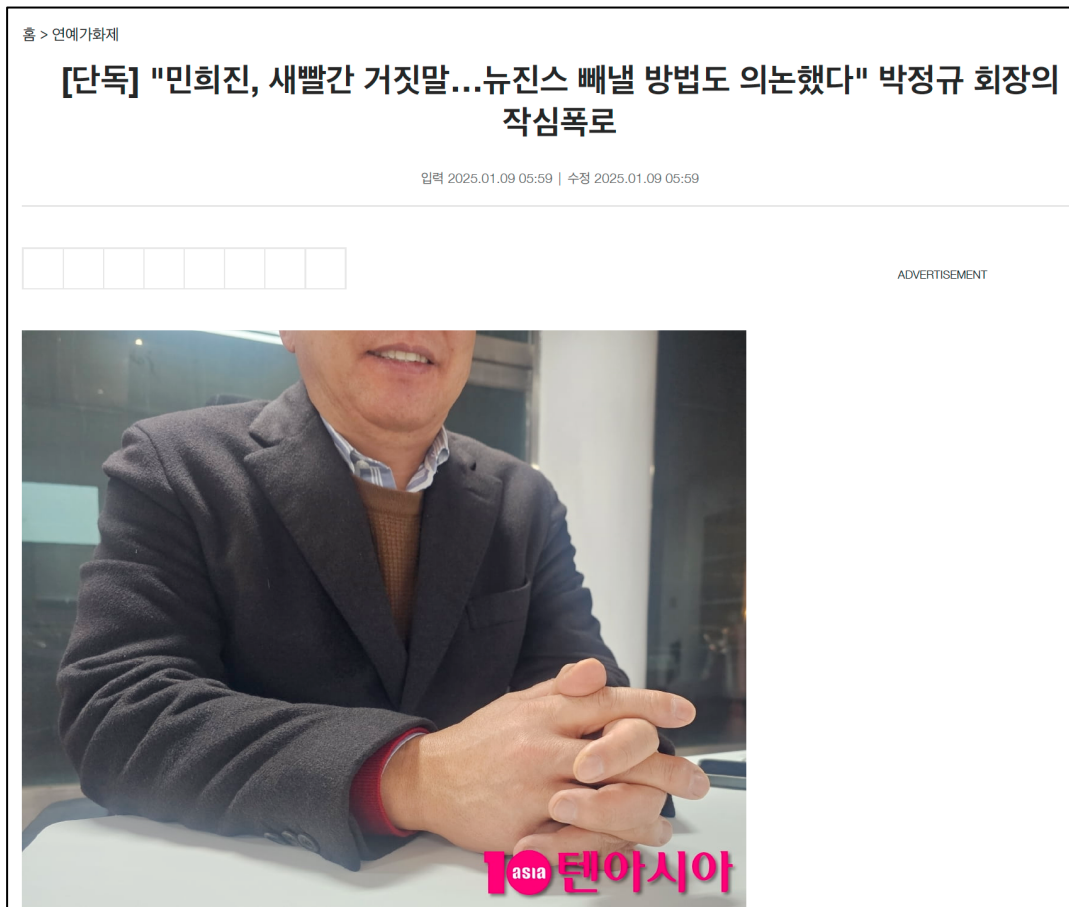 홈 > 연예가화제
[단독] "민희진, 새빨간 거짓말…뉴진스 빼낼 방법도 의논했다" 박정규 회장의
작심폭로
입력 2025.01.09 05:59 | 수정 2025.01.09 05:59
ADVERTISEMENT
10 asia 텐아시아